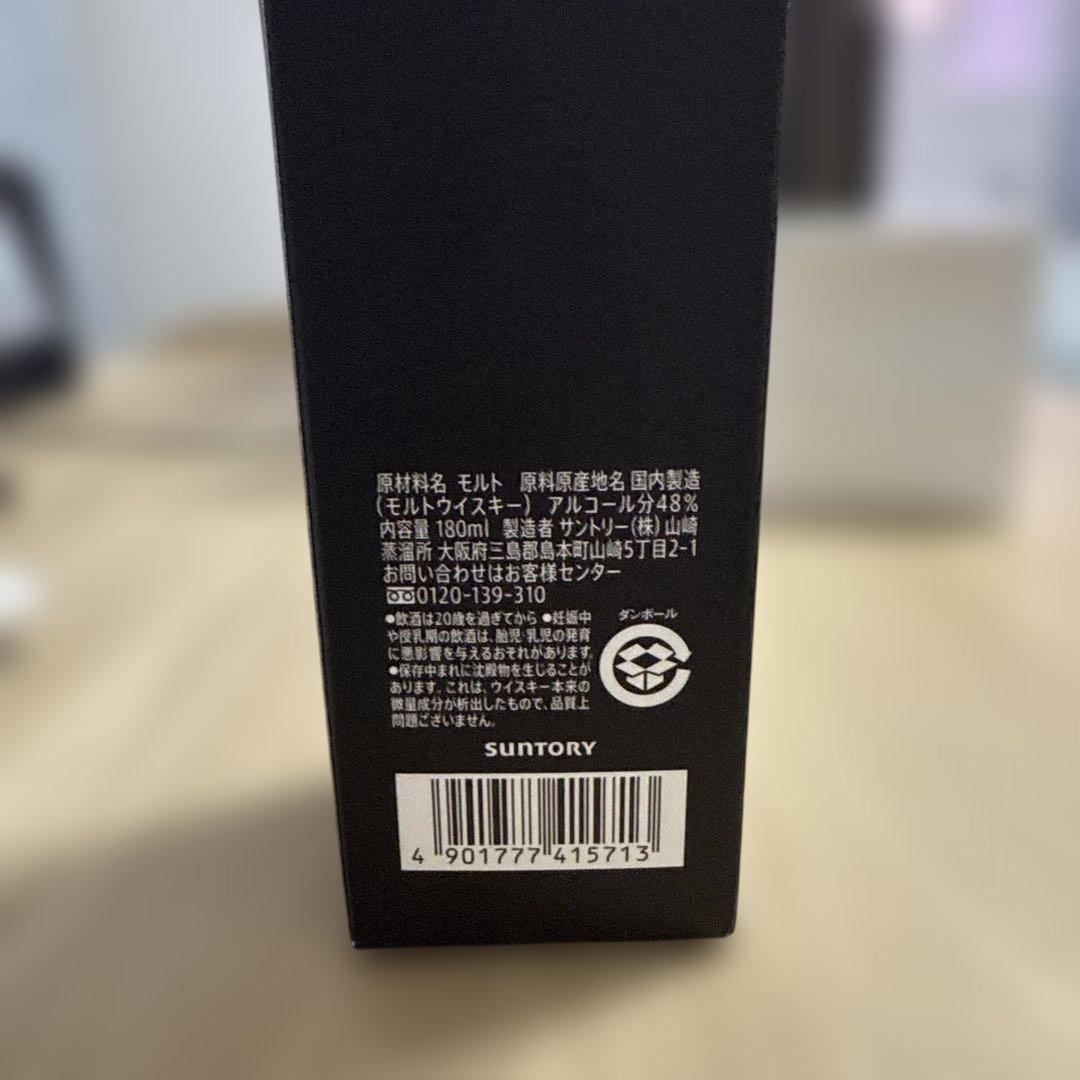 原材料名 モルト 原料原産地名 国内製造
(モルトウイスキー) アルコール分48%
内容量 180ml 製造者 サントリー(株) 山崎
蒸溜所 大阪府三島郡島本町山崎5丁目2-1
お問い合わせはお客様センター
0120-139-310
●飲酒は20歳を過ぎてから ●妊娠中
や授乳期の飲酒は、胎児・乳児の発育
に悪影響を与えるおそれがあります。
●保存中まれに沈殿物を生じることが
あります。これは、ウイスキー本来の
微量成分が析出したもので、品質上
問題ございません。
ダンボール
SUNTORY
4 901777 415713